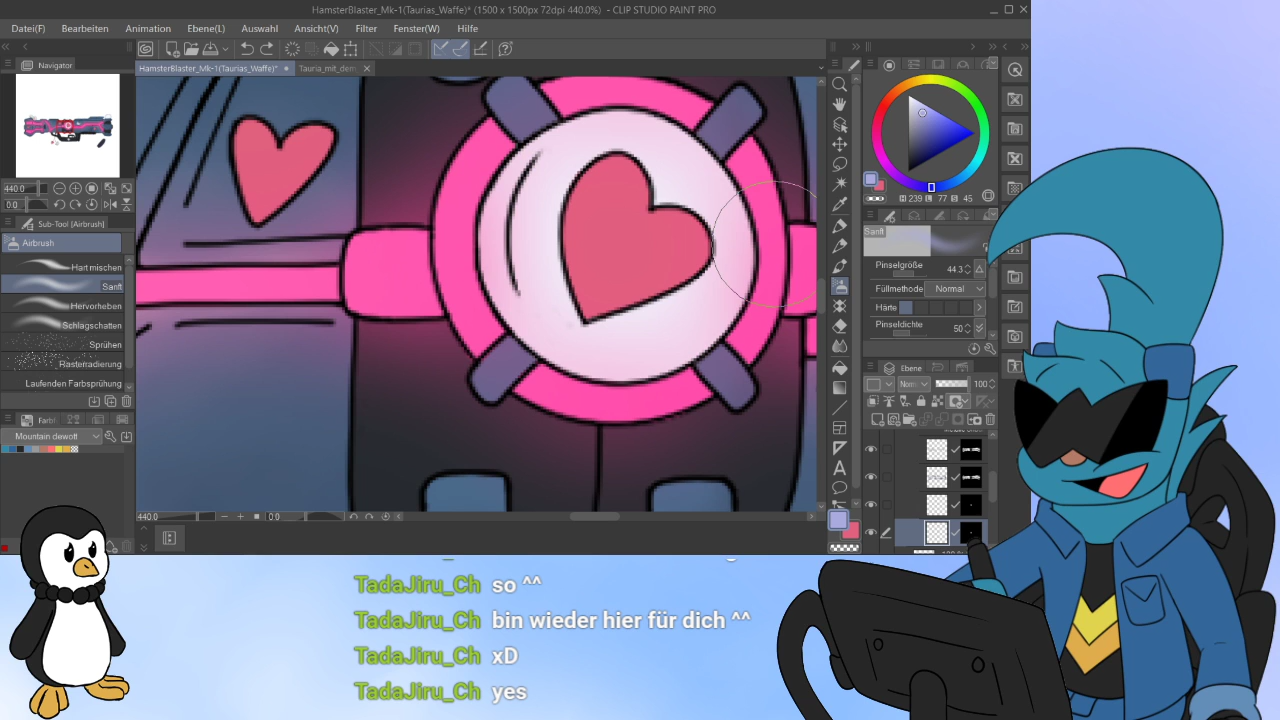 HamsterBlaster_Mk-1(Taurias_Waffe)* (1500 x 1500px 72dpi 440.0%) - CLIP STUDIO PAINT PRO
Datei(F) Bearbeiten Animation Ebene(L) Auswahl Ansicht(V) Filter Fenster(W) Hilfe
Navigator
HamsterBlaster_Mk-1(Taurias_Waffe)* Tauria_mit_dem
440.0
0.0
Sub-Tool [Airbrush]
Airbrush
Hart mischen
Sanft
Hervorheben
Schlagschatten
Sprühen
Rasterradierung
Laufenden Farbsprühung
Mountain dewott
440.0 0.0
H 239 L 77 S 45
Sanft
Pinselgröße 44.3
Füllmethode Normal
Härte
Pinseldichte 50
Ebene
100
TadaJiru_Ch so ^^
TadaJiru_Ch bin wieder hier für dich ^^
TadaJiru_Ch xD
TadaJiru_Ch yes